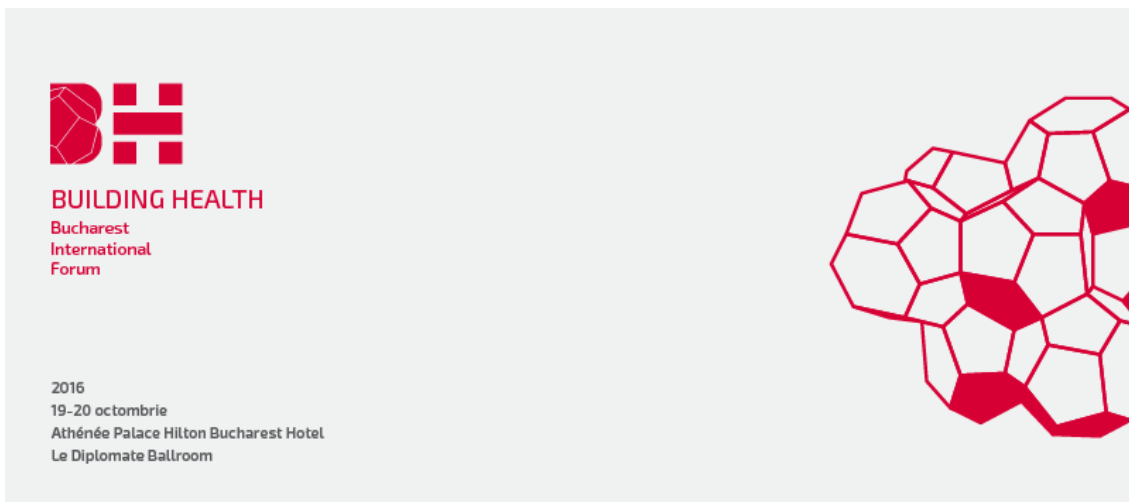 BH
BUILDING HEALTH
Bucharest
International
Forum
2016
19-20 octombrie
Athénée Palace Hilton Bucharest Hotel
Le Diplomate Ballroom